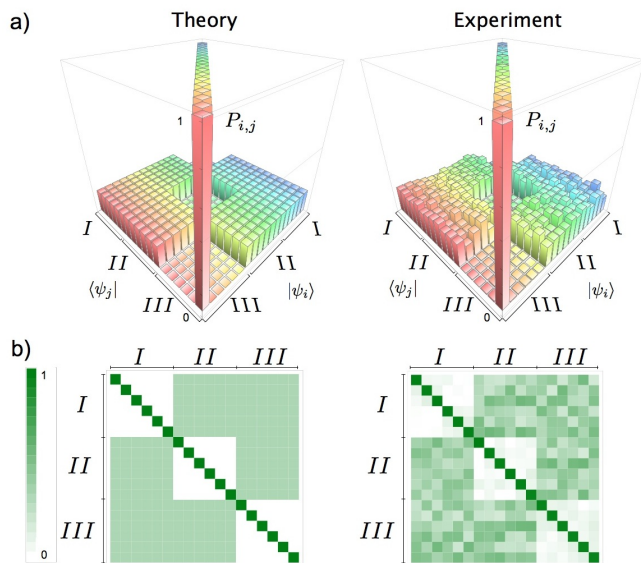 a)
Theory
Experiment
1
P_{i,j}
1
P_{i,j}
I
II
III
⟨ψ_j|
0
III
II
I
|ψ_i⟩
I
II
III
⟨ψ_j|
0
III
II
I
|ψ_i⟩
b)
1
0
I II III
I
II
III
I II III
I
II
III